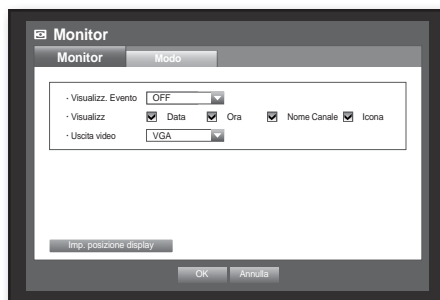 Monitor
Monitor Modo
· Visualizz. Evento OFF
· Visualizz Data Ora Nome Canale Icona
· Uscita video VGA
Imp. posizione display
OK Annulla